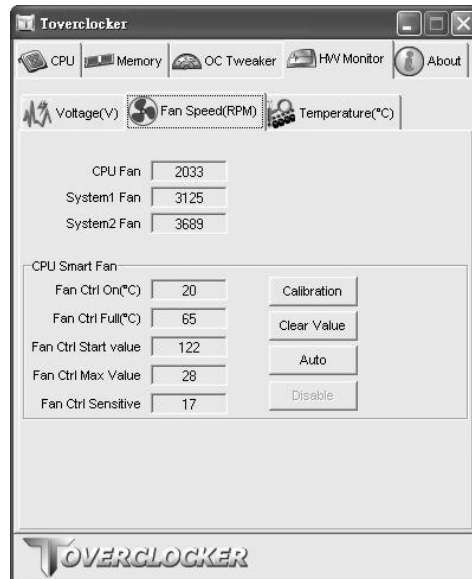 Toverclocker
CPU Memory OC Tweaker H/W Monitor About
Voltage(V) Fan Speed(RPM) Temperature(°C)
CPU Fan 2033
System1 Fan 3125
System2 Fan 3689
CPU Smart Fan
Fan Ctrl On(°C) 20 Calibration
Fan Ctrl Full(°C) 65 Clear Value
Fan Ctrl Start value 122 Auto
Fan Ctrl Max Value 28
Fan Ctrl Sensitive 17 Disable
TOVERCLOCKER